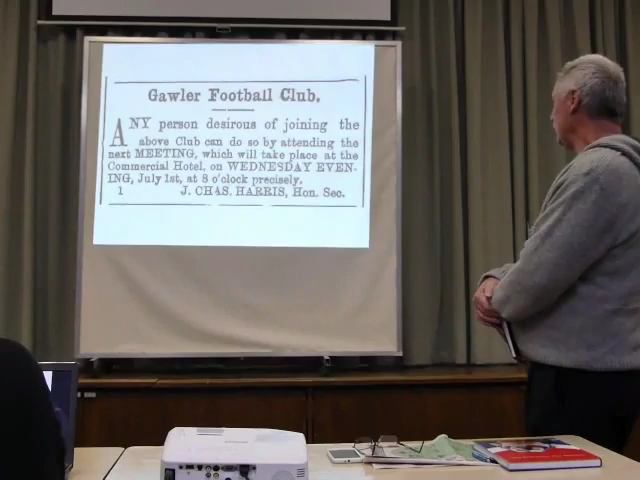 Gawler Football Club.
ANY person desirous of joining the
above Club can do so by attending the
next MEETING, which will take place at the
Commercial Hotel, on WEDNESDAY EVEN-
ING, July 1st, at 8 o'clock precisely.
1 J. CHAS. HARRIS, Hon. Sec.